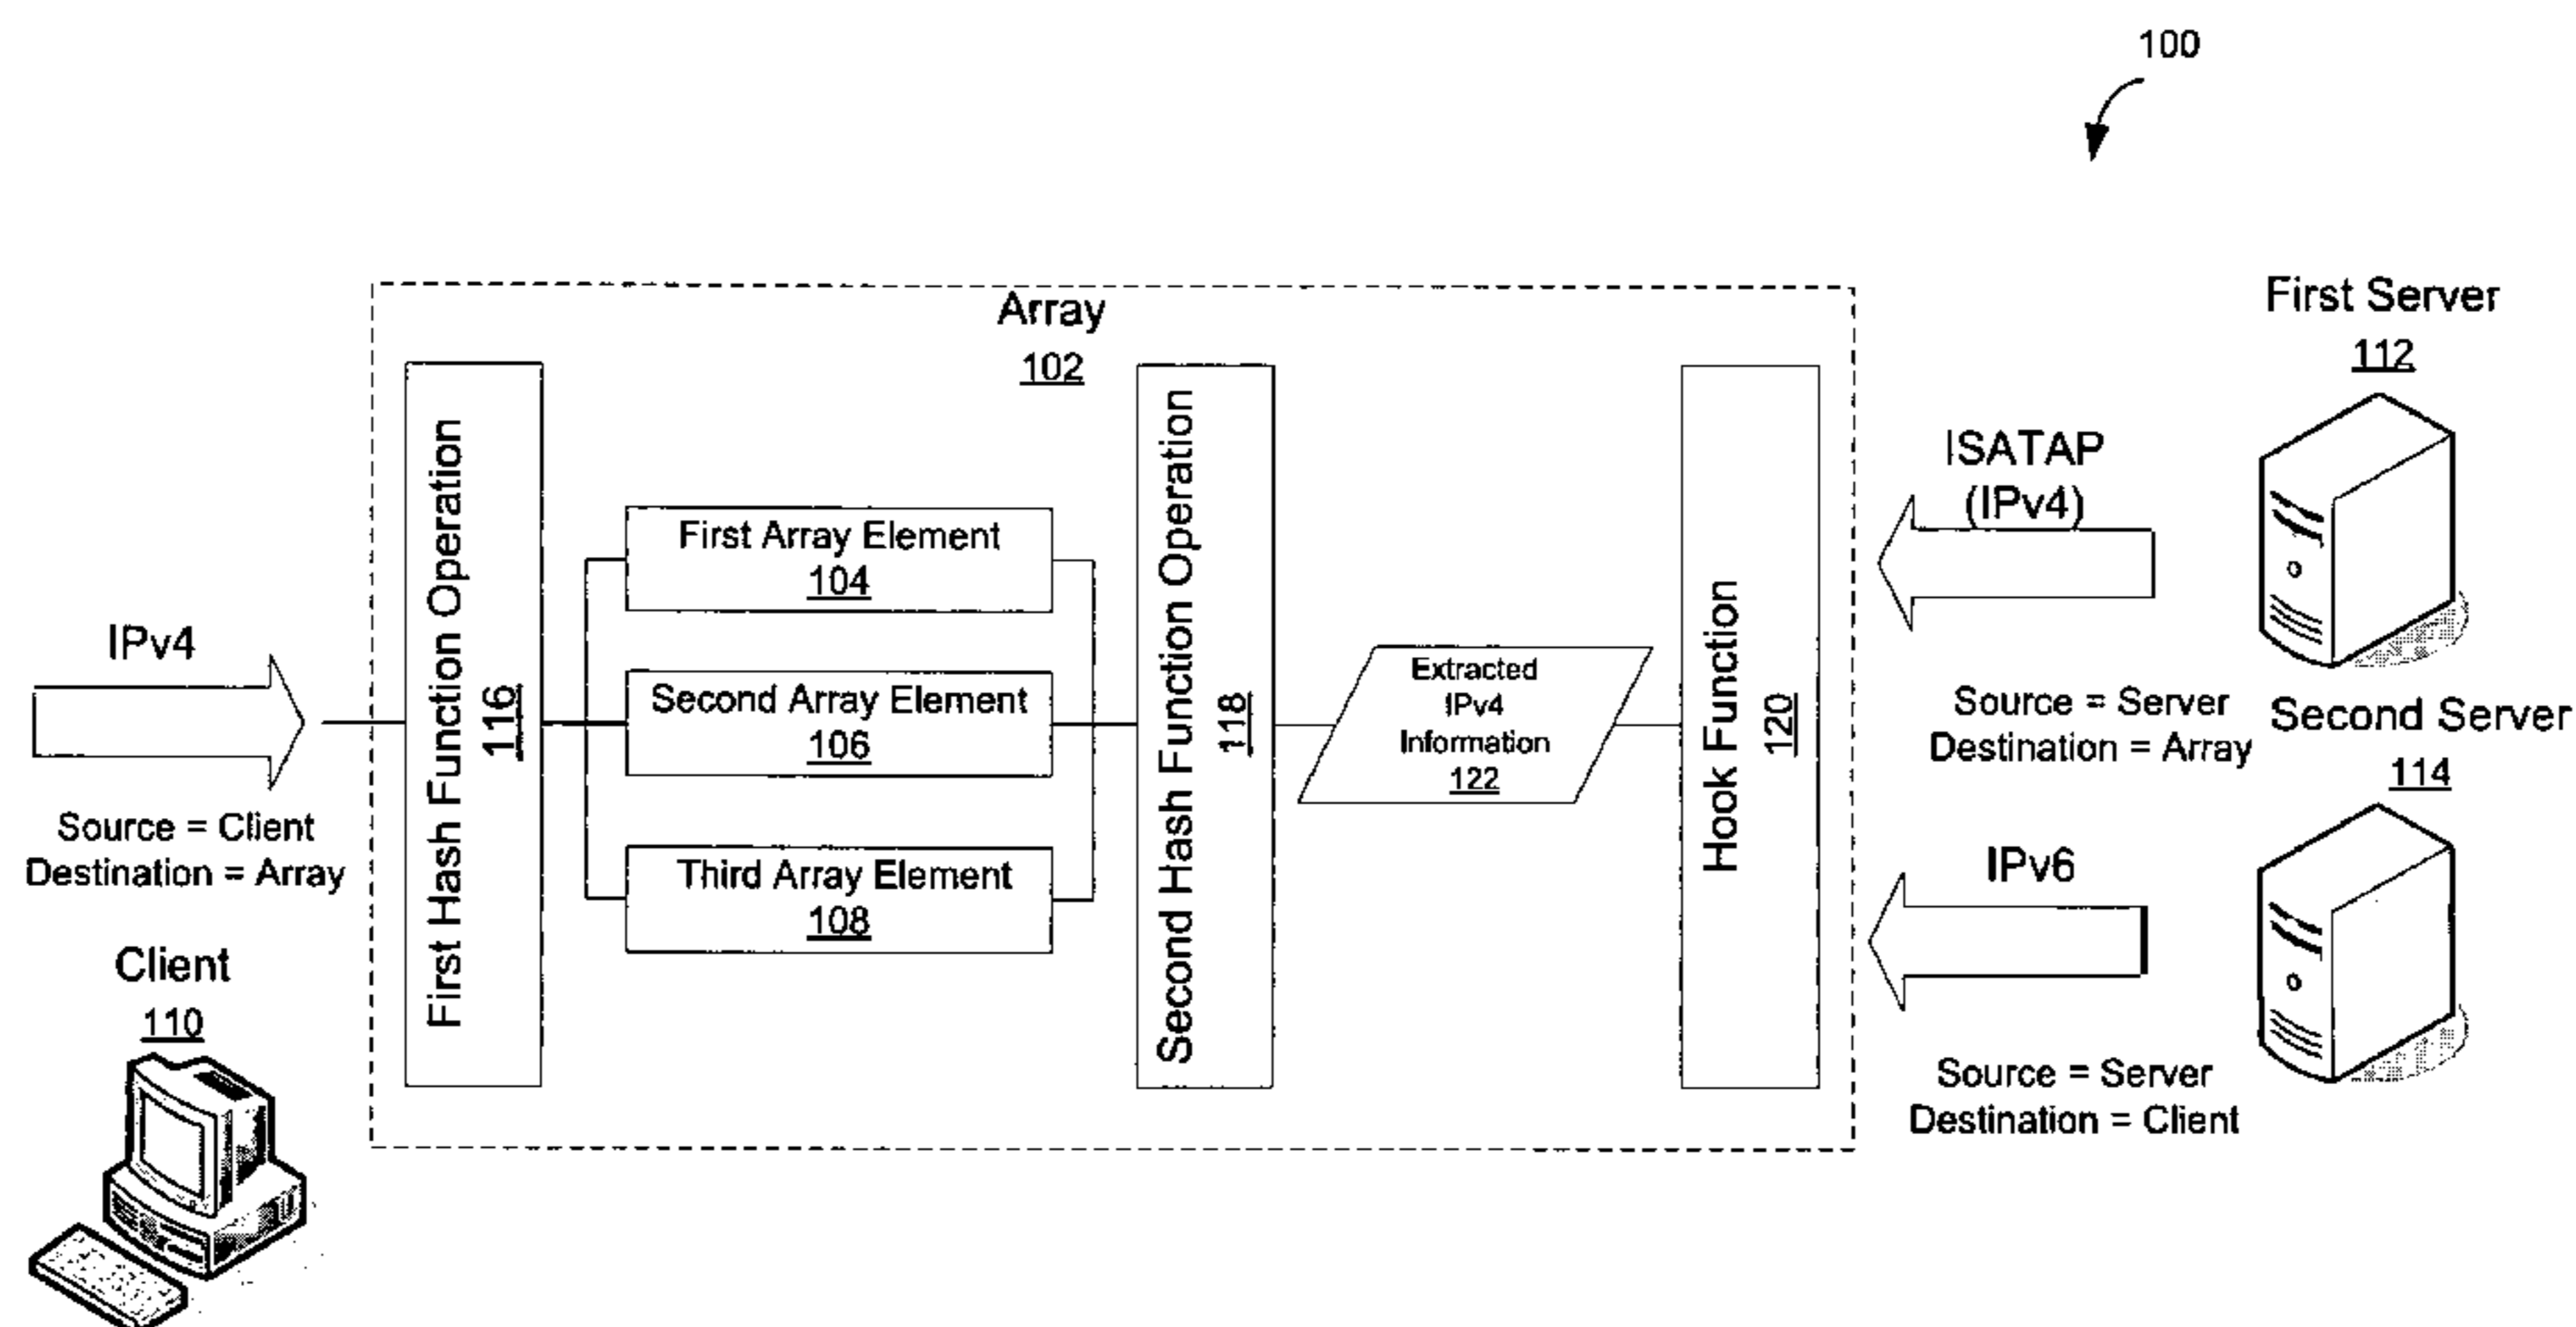 100
Array
102
First Hash Function Operation
116
First Array Element
104
Second Array Element
106
Third Array Element
108
Second Hash Function Operation
118
Extracted
IPv4
Information
122
Hook Function
120
IPv4
Source = Client
Destination = Array
Client
110
First Server
112
ISATAP
(IPv4)
Source = Server
Destination = Array
Second Server
114
IPv6
Source = Server
Destination = Client